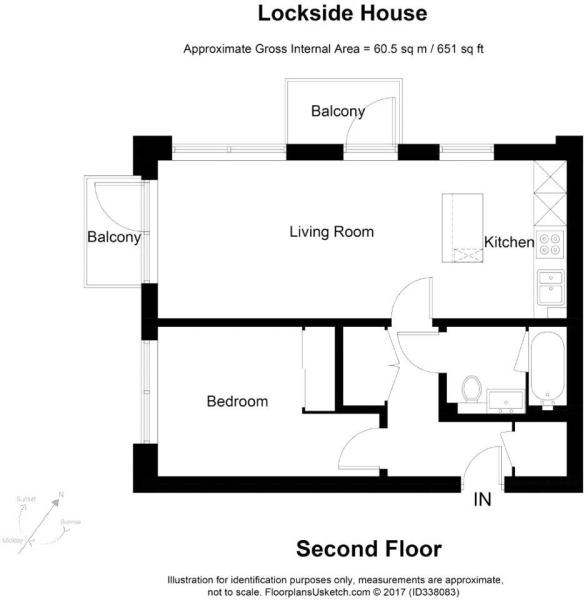 Lockside House
Approximate Gross Internal Area = 60.5 sq m / 651 sq ft
Balcony
Balcony
Living Room
Kitchen
Bedroom
IN
Sunset
N
Sunrise
Midday
Second Floor
Illustration for identification purposes only, measurements are approximate,
not to scale. FloorplansUsketch.com © 2017 (ID338083)